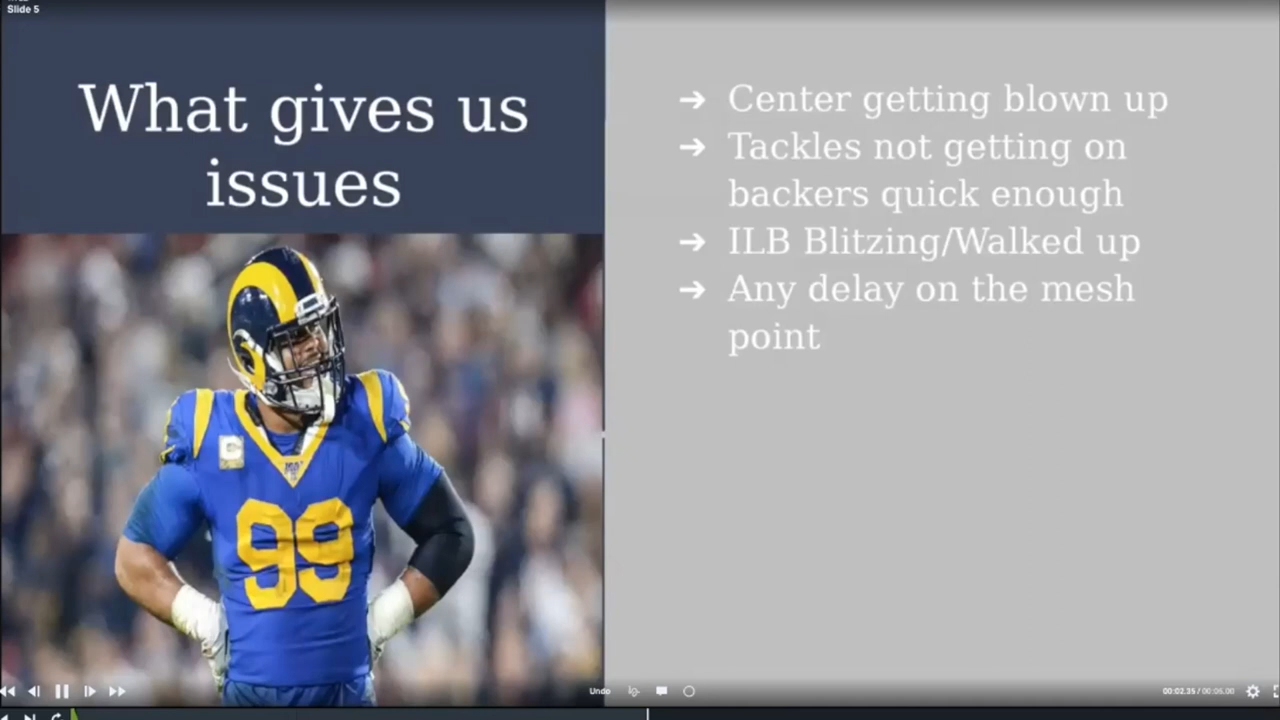 Slide 5
What gives us
issues
➔ Center getting blown up
➔ Tackles not getting on
backers quick enough
➔ ILB Blitzing/Walked up
➔ Any delay on the mesh
point
C
99
Undo
00:02.35 / 00:05.00